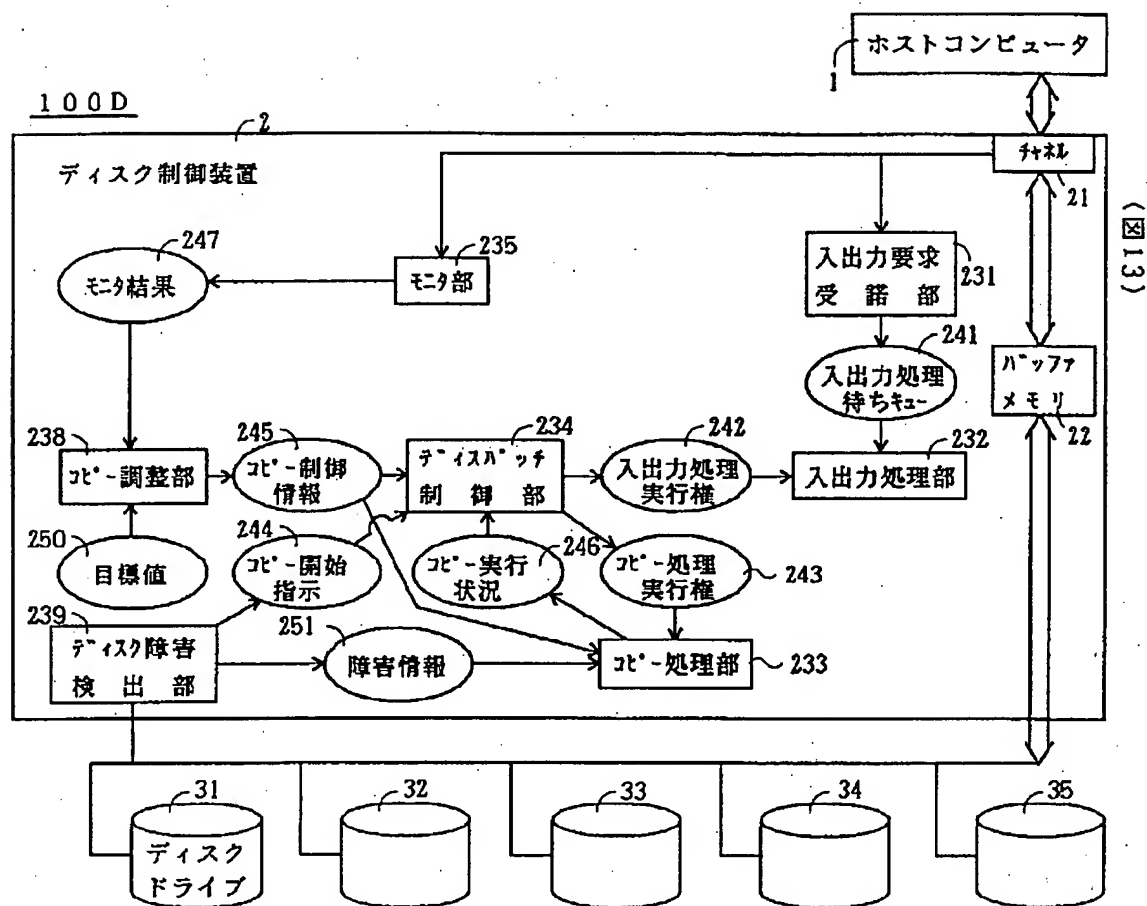 ホストコンピュータ
1
100D
2
ディスク制御装置
チャネル
21
(図13)
247
モニタ結果
235
モニタ部
入出力要求
受諾部
231
241
入出力処理
待ちキュー
バッファ
メモリ
22
238
コピー調整部
245
コピー制御
情報
234
ディスパッチ
制御部
242
入出力処理
実行権
232
入出力処理部
250
目標値
244
コピー開始
指示
246
コピー実行
状況
コピー処理
実行権
243
239
ディスク障害
検出部
251
障害情報
コピー処理部
233
31
ディスク
ドライブ
32
33
34
35